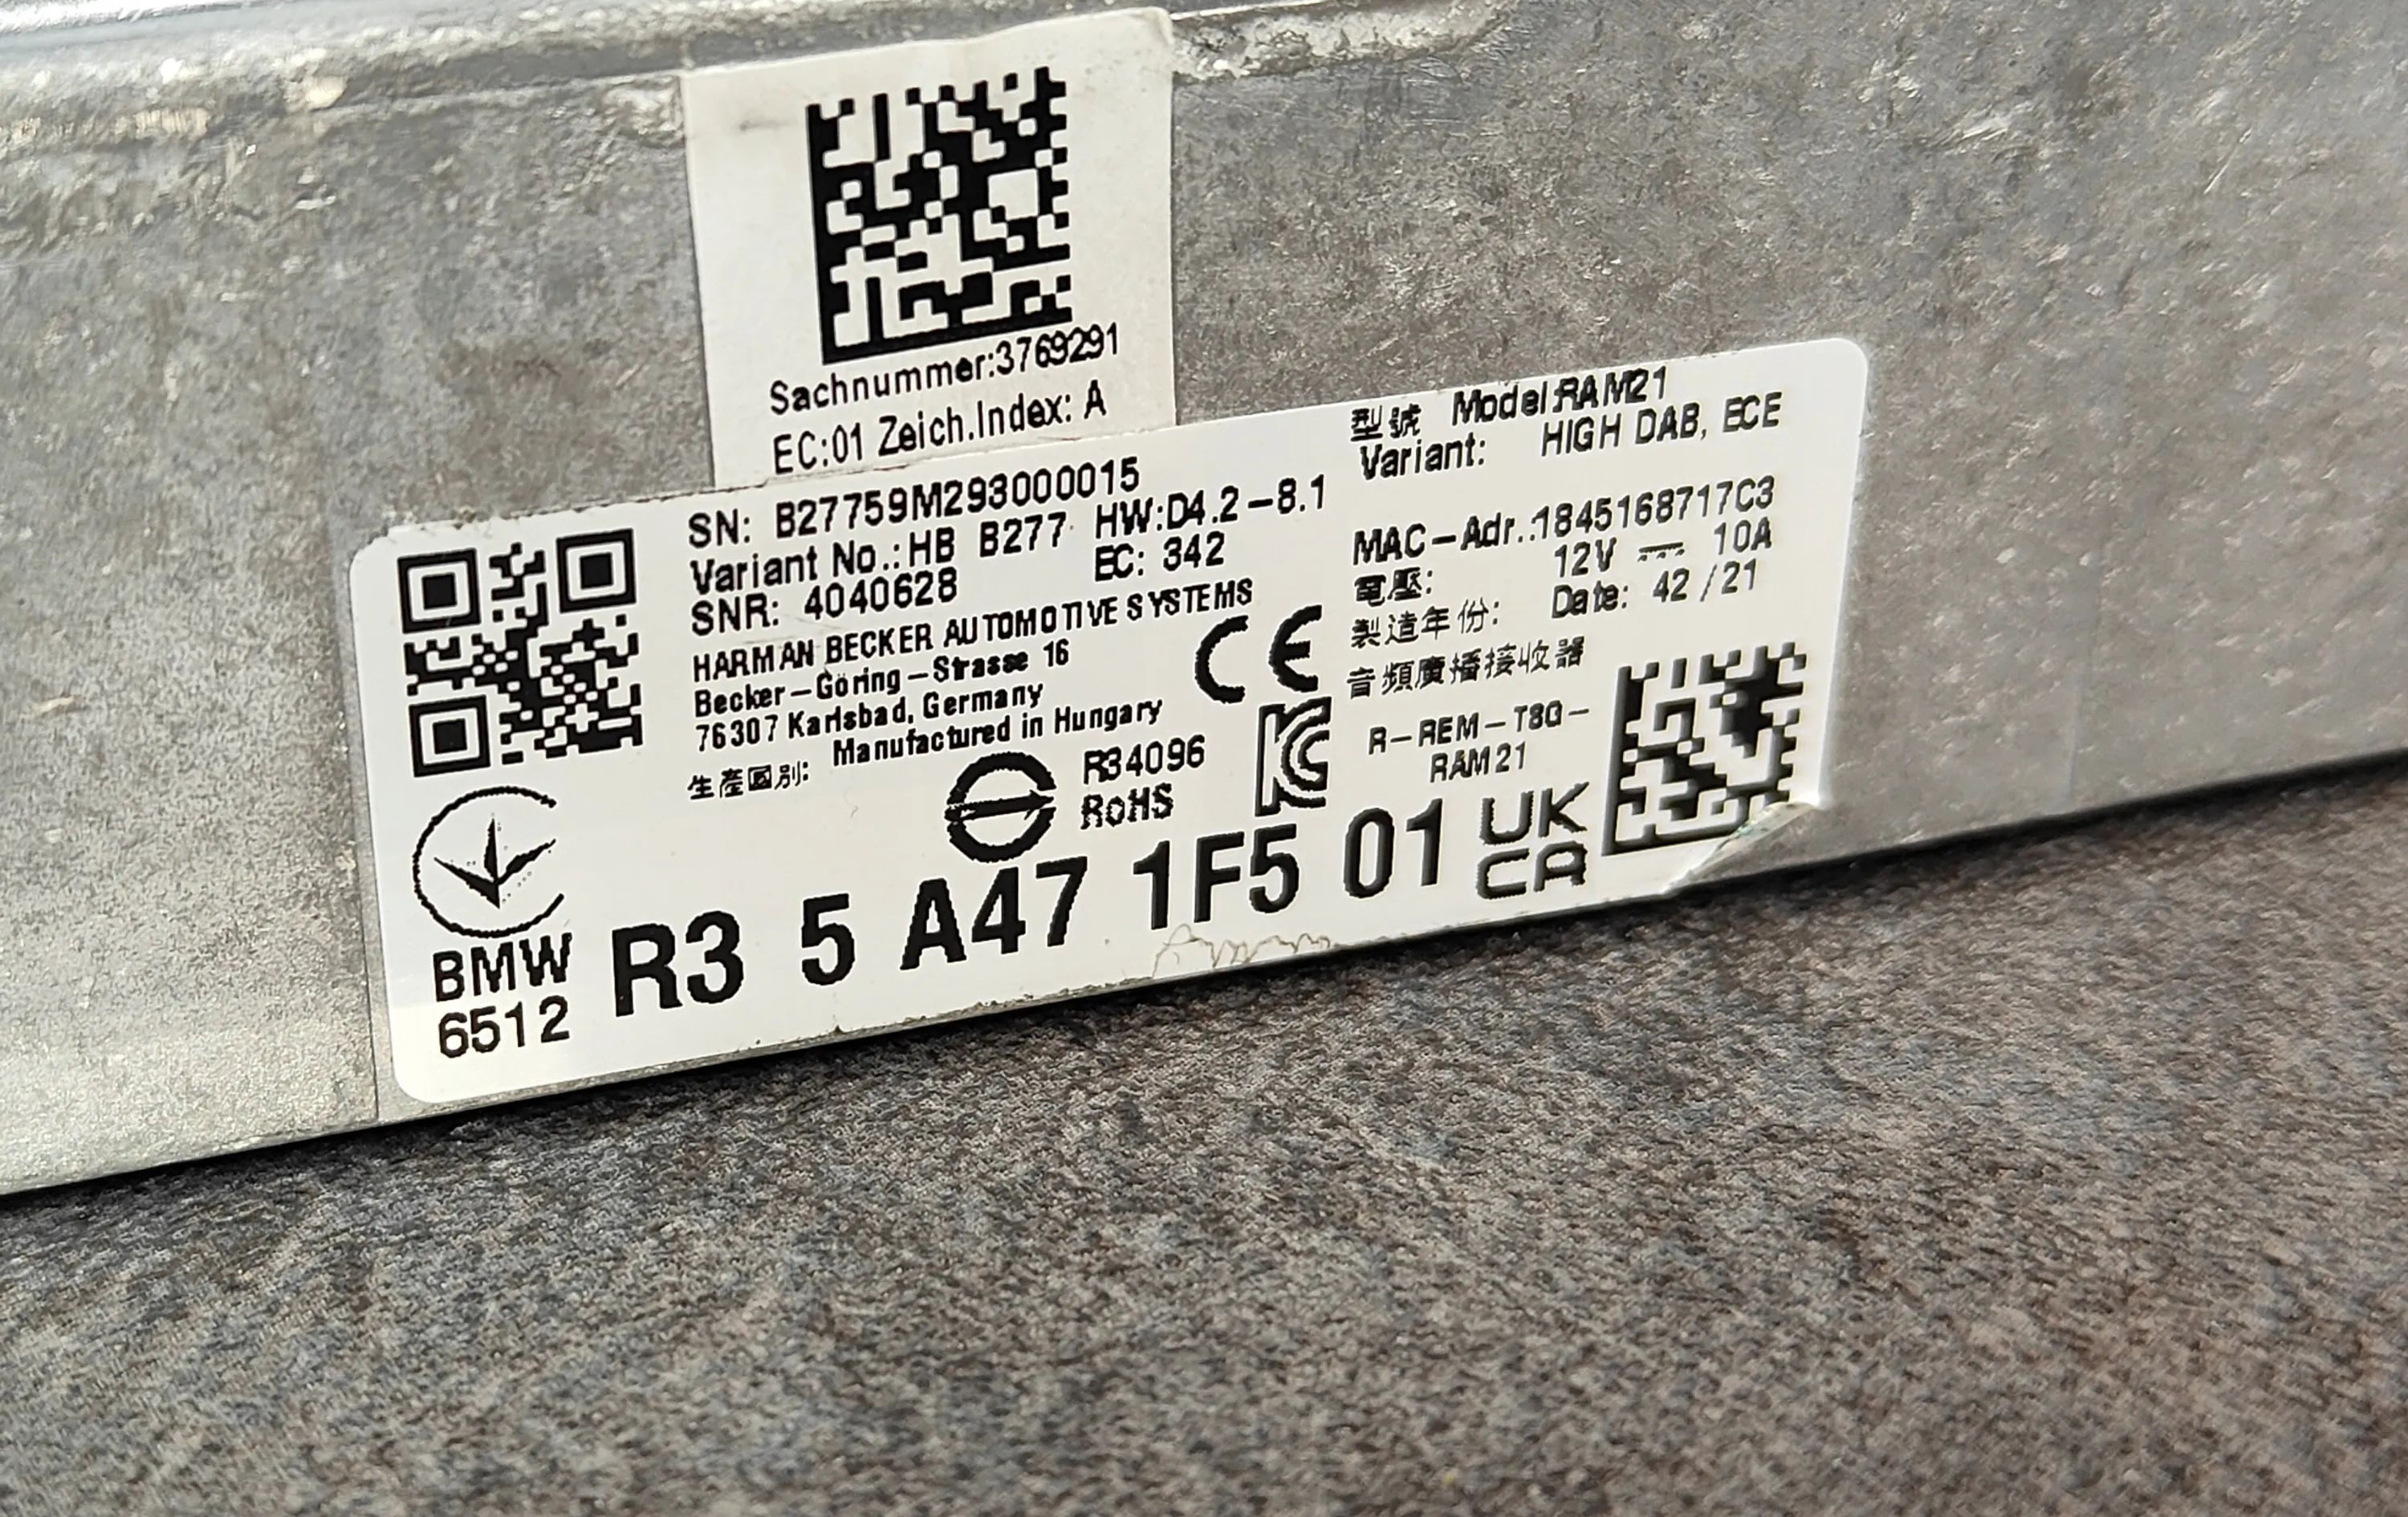 Sachnummer:3769291
EC:01 Zeich.Index: A
SN: B27759M293000015
Variant No.:HB B277 HW:D4.2-8.1
SNR: 4040628 EC: 342
HARMAN BECKER AUTOMOTIVE SYSTEMS
Becker-Göring-Strasse 16
76307 Karlsbad, Germany
Manufactured in Hungary
生產國別:
R34096
RoHS
CE
型號 Model:RAM21
Variant: HIGH DAB, ECE
MAC-Adr.:1845168717C3
電壓: 12V 10A
製造年份: Date: 42/21
音頻廣播接收器
R-REM-T8G-
RAM21
UK
CA
BMW
6512
R3 5 A47 1F5 01